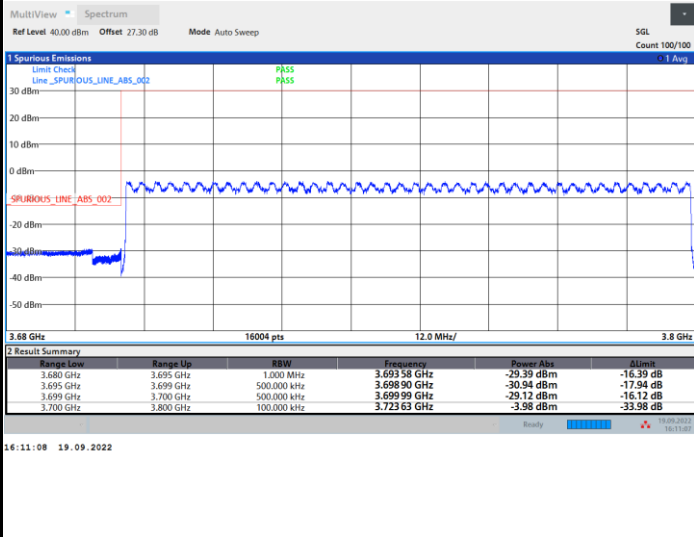 MultiView Spectrum
Ref Level 40.00 dBm Offset 27.30 dB Mode Auto Sweep SGL
Count 100/100
1 Spurious Emissions 1 Avg
Limit Check PASS
Line _SPURIOUS_LINE_ABS_002 PASS
30 dBm
20 dBm
10 dBm
0 dBm
_SPURIOUS_LINE_ABS_002
-20 dBm
-30 dBm
-40 dBm
-50 dBm
3.68 GHz 16004 pts 12.0 MHz/ 3.8 GHz
2 Result Summary
Range Low Range Up RBW Frequency Power Abs ΔLimit
3.680 GHz 3.695 GHz 1.000 MHz 3.693 58 GHz -29.39 dBm -16.39 dB
3.695 GHz 3.699 GHz 500.000 kHz 3.698 90 GHz -30.94 dBm -17.94 dB
3.699 GHz 3.700 GHz 500.000 kHz 3.699 99 GHz -29.12 dBm -16.12 dB
3.700 GHz 3.800 GHz 100.000 kHz 3.723 63 GHz -3.98 dBm -33.98 dB
Ready 19.09.2022
16:11:07
16:11:08 19.09.2022